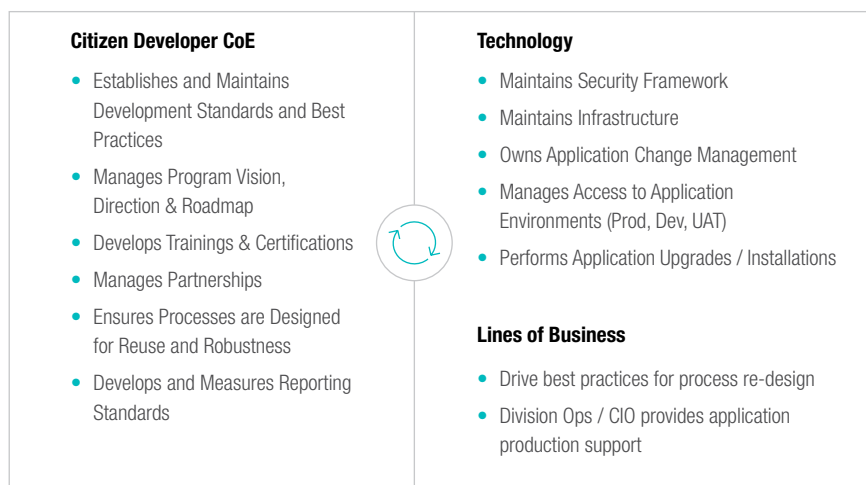 Citizen Developer CoE
• Establishes and Maintains
Development Standards and Best
Practices
• Manages Program Vision,
Direction & Roadmap
• Develops Trainings & Certifications
• Manages Partnerships
• Ensures Processes are Designed
for Reuse and Robustness
• Develops and Measures Reporting
Standards
Technology
• Maintains Security Framework
• Maintains Infrastructure
• Owns Application Change Management
• Manages Access to Application
Environments (Prod, Dev, UAT)
• Performs Application Upgrades / Installations
Lines of Business
• Drive best practices for process re-design
• Division Ops / CIO provides application
production support